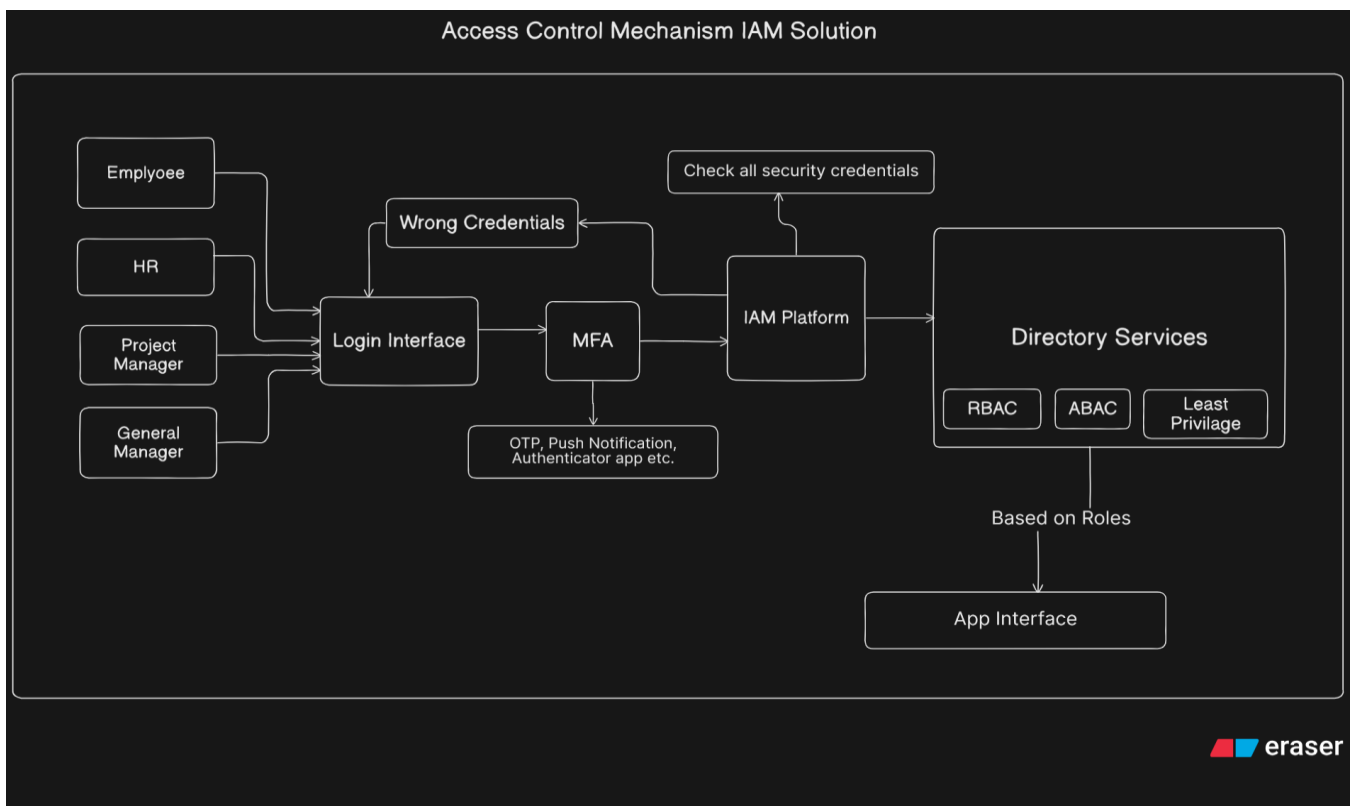 Access Control Mechanism IAM Solution
Emplyoee
HR
Project
Manager
General
Manager
Wrong Credentials
Login Interface
MFA
OTP, Push Notification,
Authenticator app etc.
Check all security credentials
IAM Platform
Directory Services
RBAC
ABAC
Least
Privilage
Based on Roles
App Interface
eraser